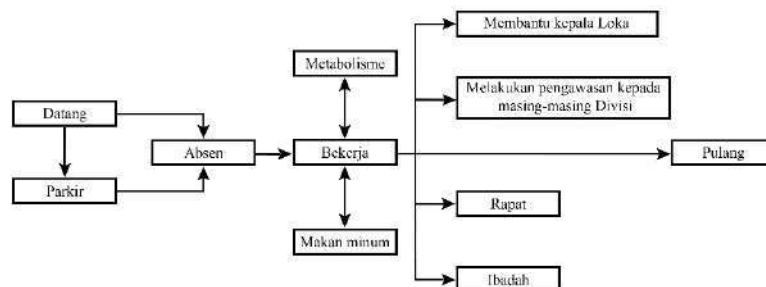 Membantu kepala Loka
Metabolisme
Melakukan pengawasan kepada
masing-masing Divisi
Datang
Absen
Bekerja
Pulang
Parkir
Rapat
Makan minum
Ibadah